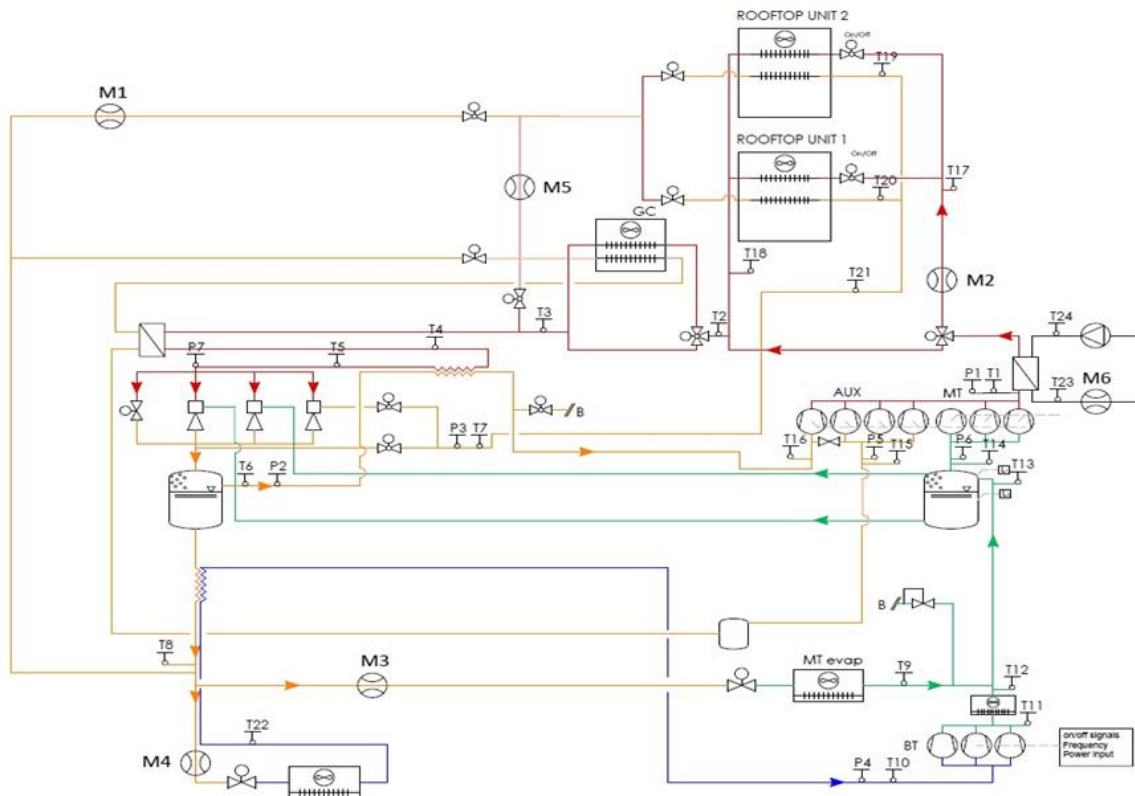 ROOFTOP UNIT 2
On/Off
T19
M1
ROOFTOP UNIT 1
On/Off
T17
M5
T20
GC
T18
T21
M2
T3
T2
T24
T4
P7
T5
P1 T1
T23
M6
AUX
MT
B
P3 T7
T16
P5
T15
P6
T14
T6
P2
T13
B
T8
M3
MT evap
T9
T12
T11
T22
BT
on/off signals
Frequency
Power input
M4
P4
T10